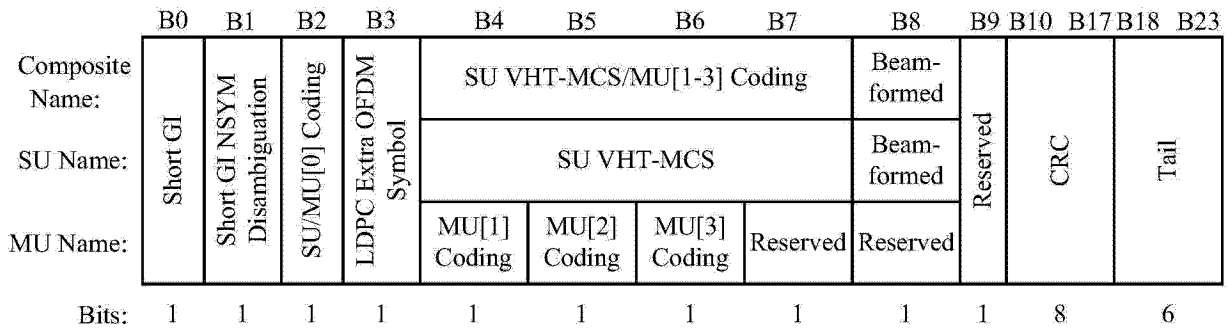 B0 B1 B2 B3 B4 B5 B6 B7 B8 B9 B10 B17 B18 B23
Composite
Name:
SU Name:
MU Name:
Short GI
Short GI NSYM
Disambiguation
SU/MU[0] Coding
LDPC Extra OFDM
Symbol
SU VHT-MCS/MU[1-3] Coding
Beam-
formed
SU VHT-MCS
Beam-
formed
MU[1]
Coding
MU[2]
Coding
MU[3]
Coding
Reserved
Reserved
Reserved
CRC
Tail
Bits: 1 1 1 1 1 1 1 1 1 1 8 6